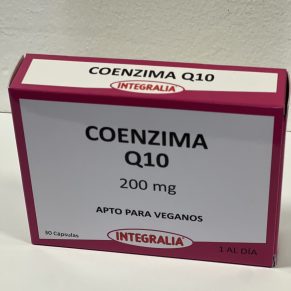 COENZIMA Q10
INTEGRALIA
COENZIMA
Q10
200 mg
APTO PARA VEGANOS
30 Cápsulas
INTEGRALIA
1 AL DÍA